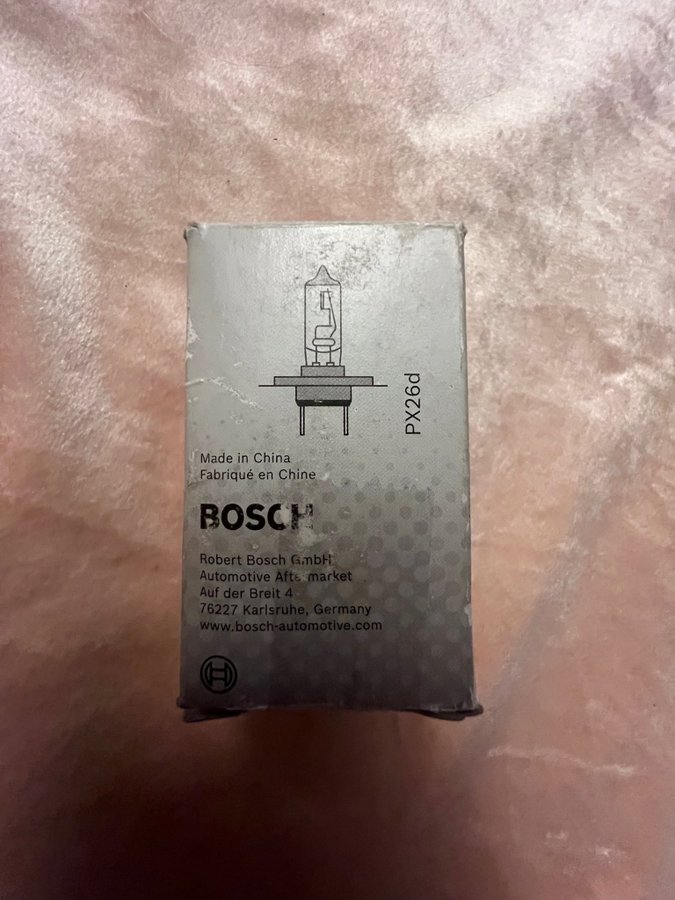 PX26d
Made in China
Fabriqué en Chine
BOSCH
Robert Bosch GmbH
Automotive Aftermarket
Auf der Breit 4
76227 Karlsruhe, Germany
www.bosch-automotive.com